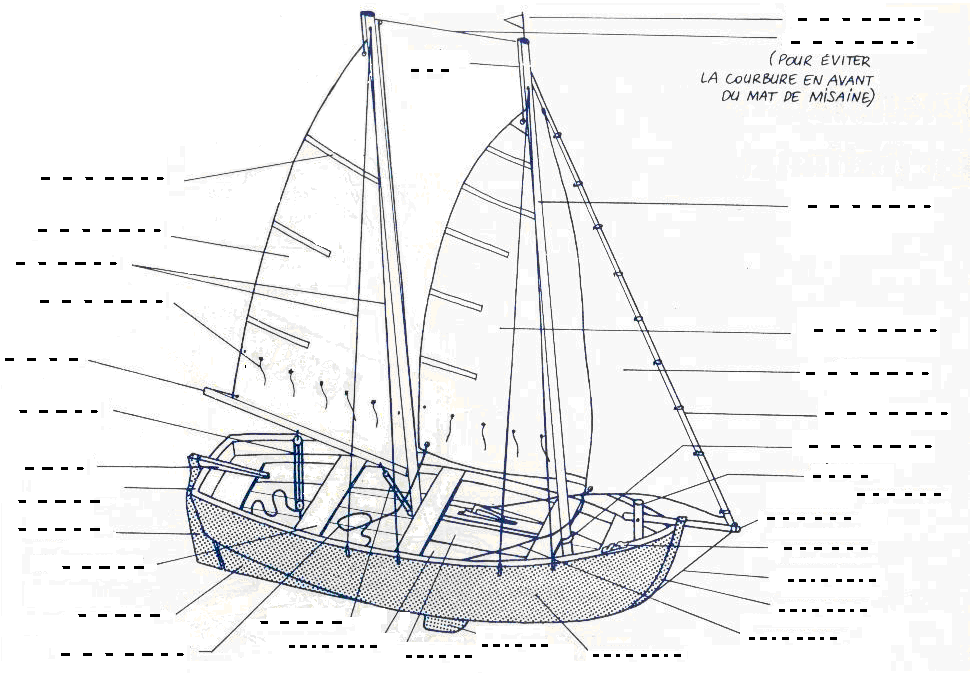 (POUR ÉVITER
LA COURBURE EN AVANT
DU MAT DE MISAINE)